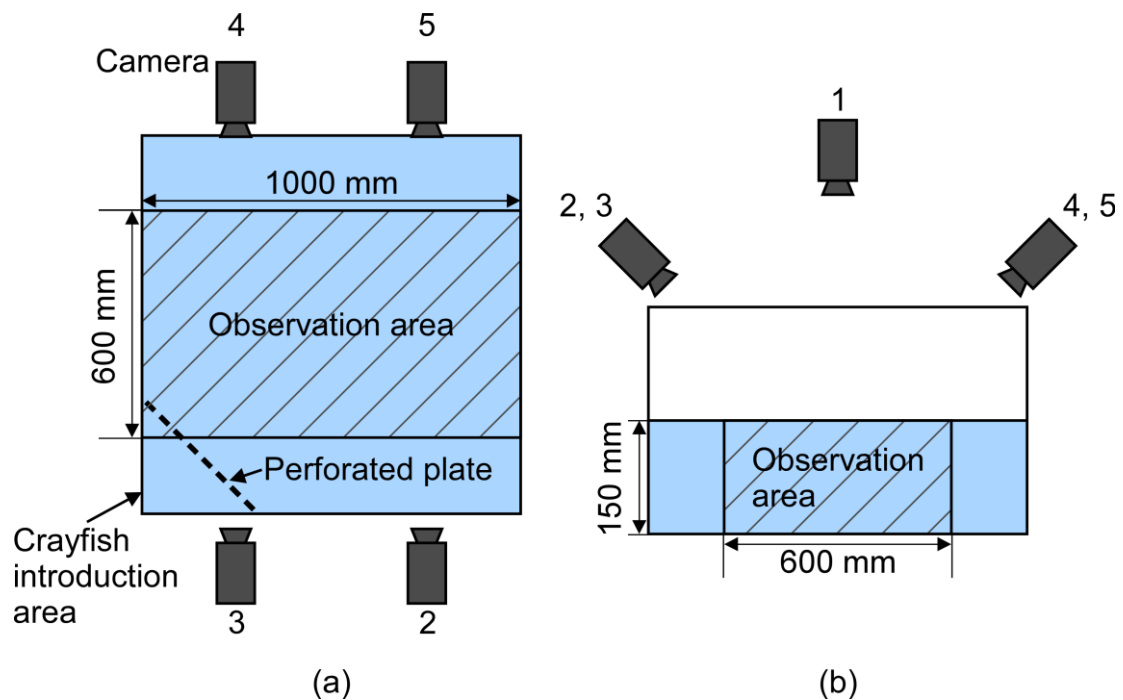 4
5
Camera
1000 mm
600 mm
Observation area
Perforated plate
Crayfish
introduction
area
3
2
(a)
1
2, 3
4, 5
150 mm
Observation
area
600 mm
(b)